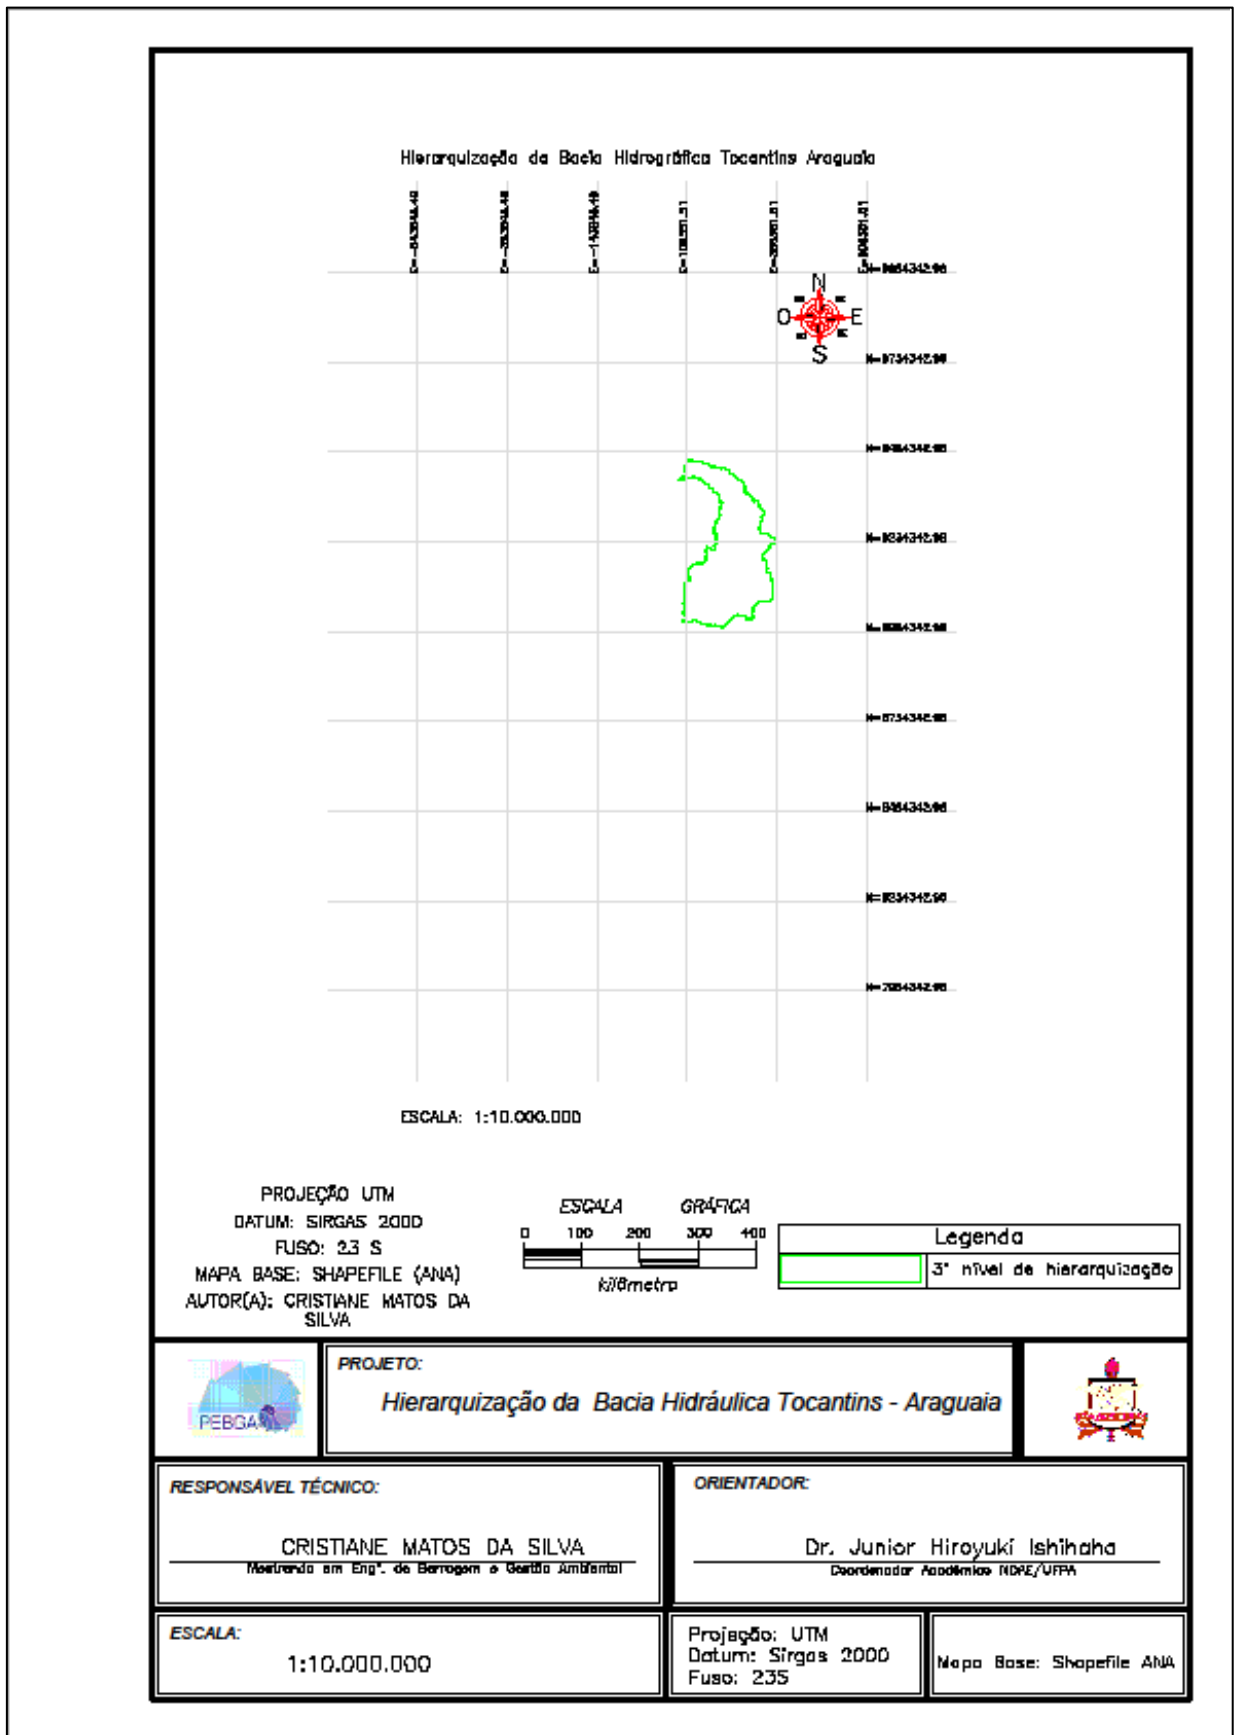 Hierarquização da Bacia Hidrográfica Tocantins Araguaia
N
O
E
S
ESCALA: 1:10.000.000
PROJEÇÃO UTM
DATUM: SIRGAS 2000
FUSO: 23 S
MAPA BASE: SHAPEFILE (ANA)
AUTOR(A): CRISTIANE MATOS DA
SILVA
ESCALA GRÁFICA
0 100 200 300 400
kilômetro
Legenda
3° nível de hierarquização
PROJETO:
Hierarquização da Bacia Hidráulica Tocantins - Araguaia
PEBGA
RESPONSÁVEL TÉCNICO:
CRISTIANE MATOS DA SILVA
Mestranda em Engª. de Barragem e Gestão Ambiental
ORIENTADOR:
Dr. Junior Hiroyuki Ishihaha
Coordenador Acadêmico NDAE/UFPA
ESCALA:
1:10.000.000
Projeção: UTM
Datum: Sirgas 2000
Fuso: 23S
Mapa Base: Shapefile ANA